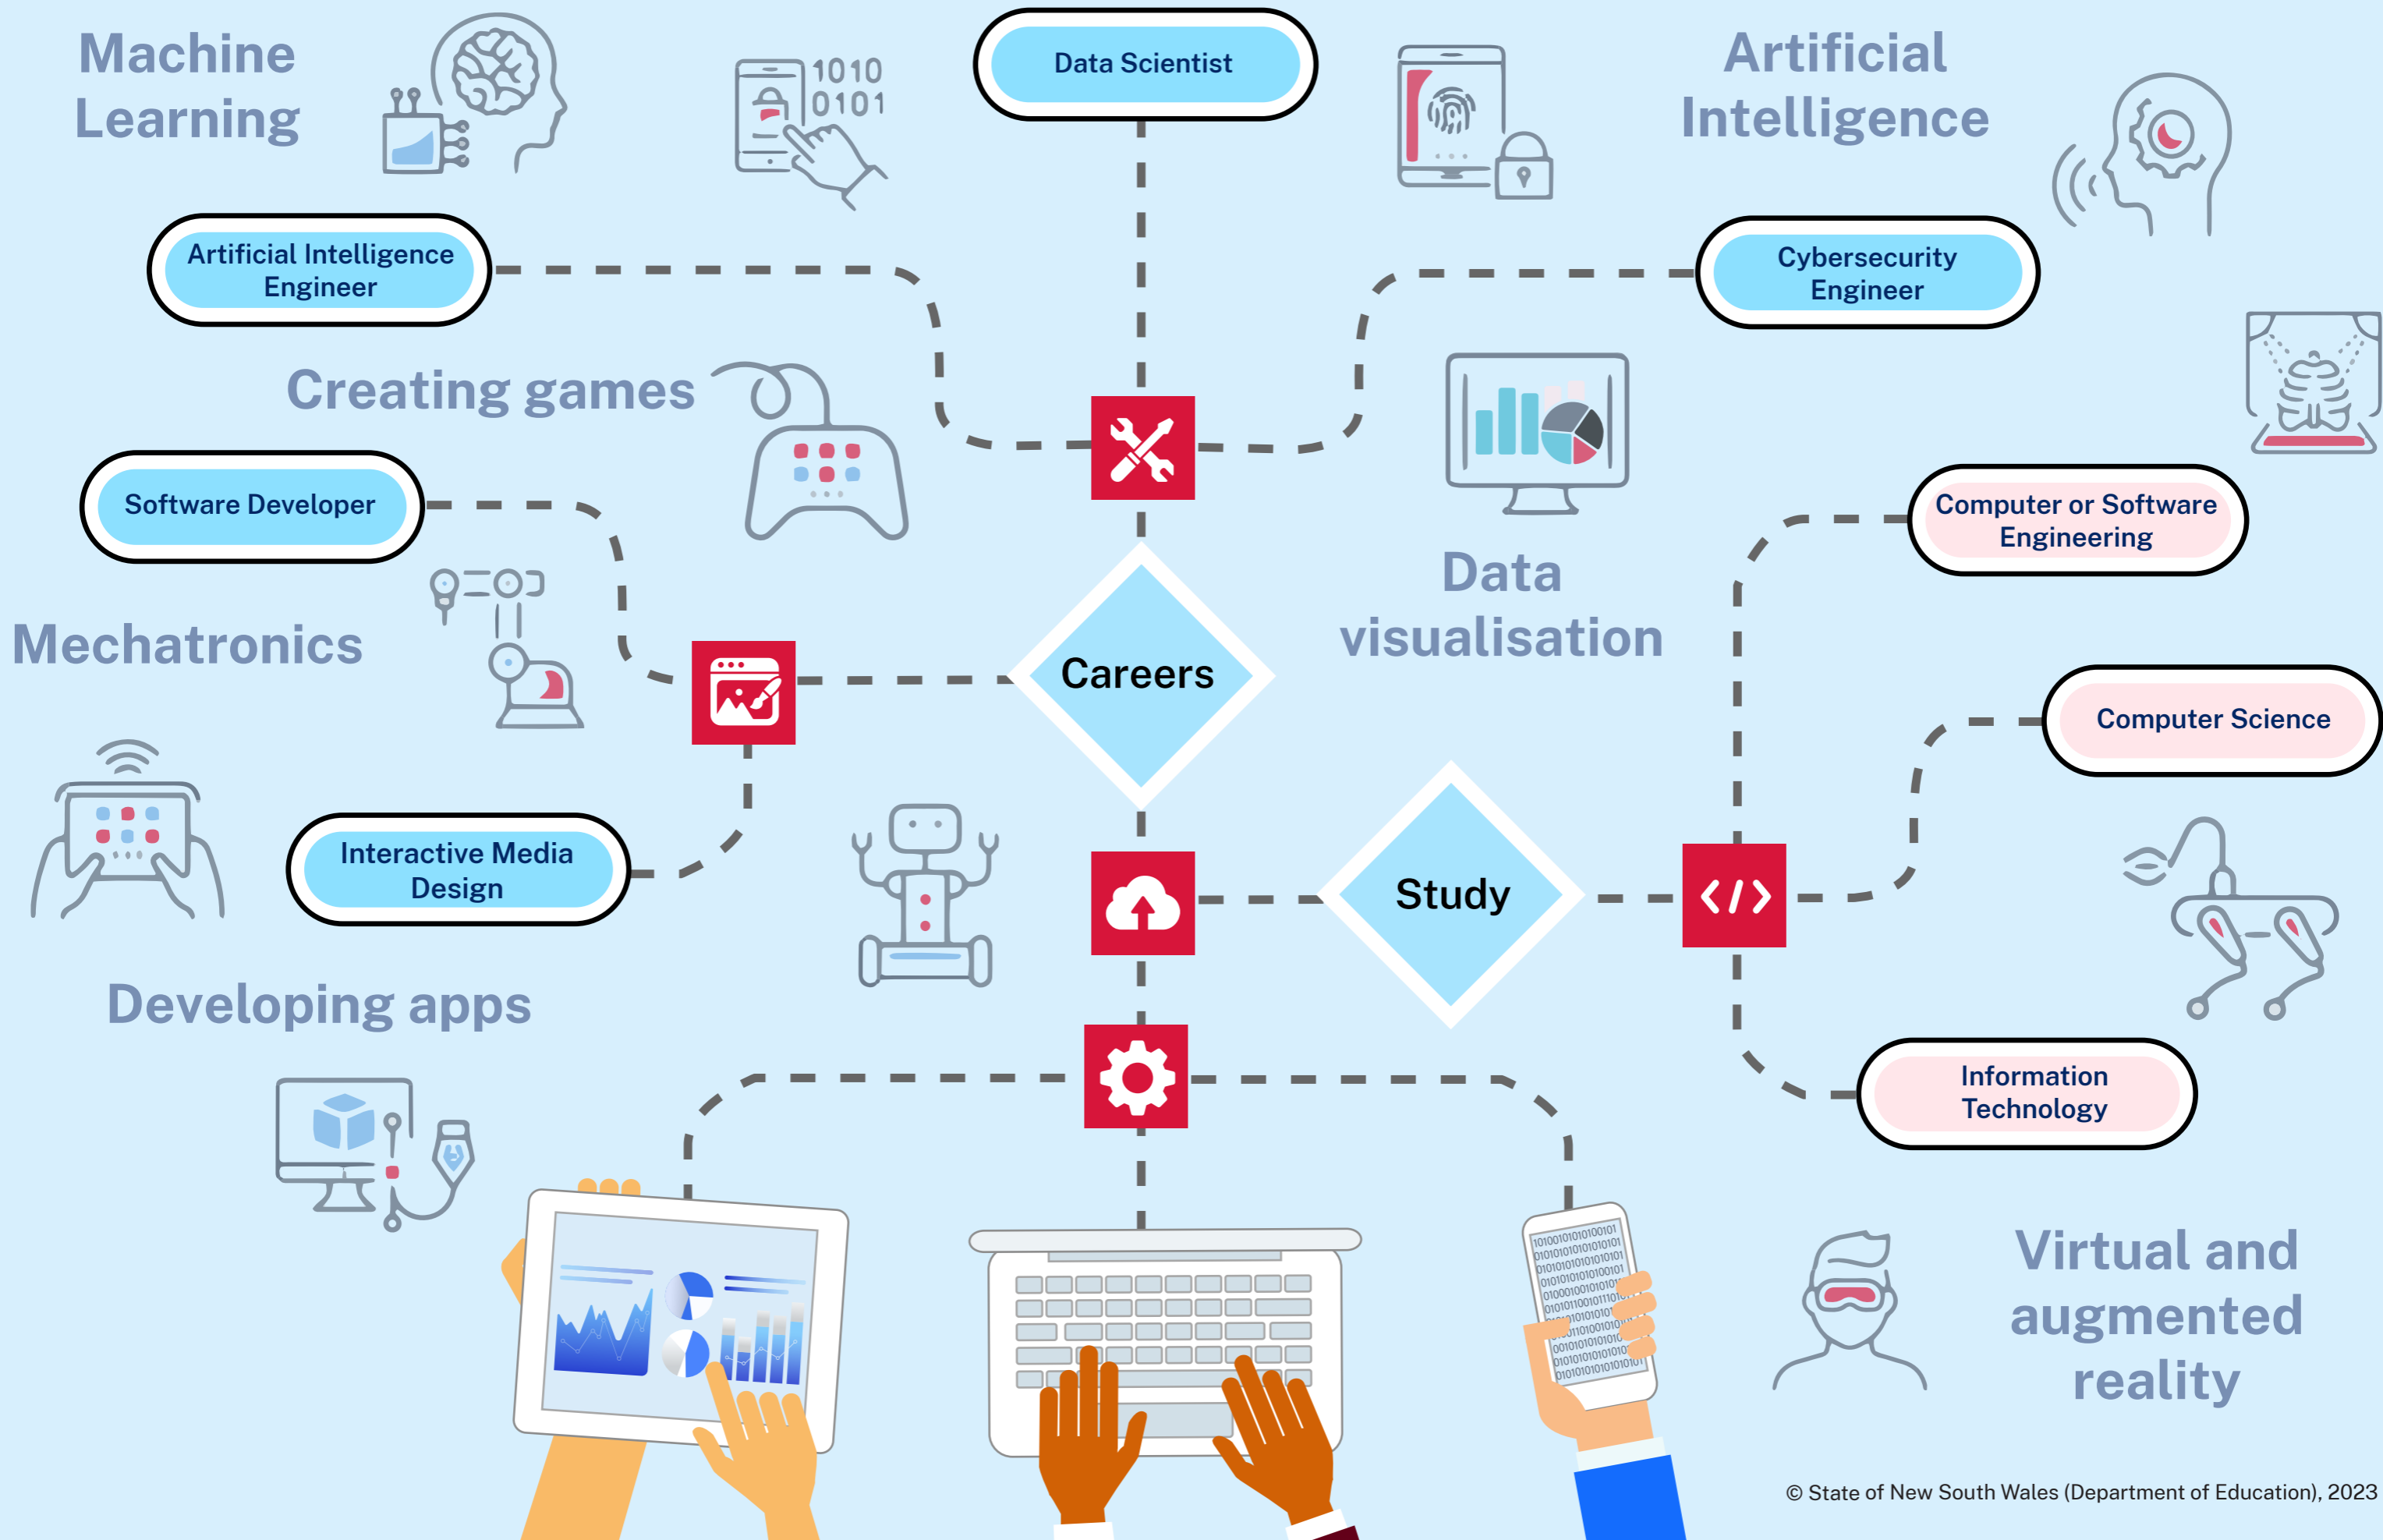 Machine
Learning
1010
0101
Data Scientist
Artificial
Intelligence
Artificial Intelligence
Engineer
Cybersecurity
Engineer
Creating games
Software Developer
Computer or Software
Engineering
Data
visualisation
Mechatronics
Careers
Computer Science
Interactive Media
Design
Study
</>
Developing apps
Information
Technology
Virtual and
augmented
reality
© State of New South Wales (Department of Education), 2023